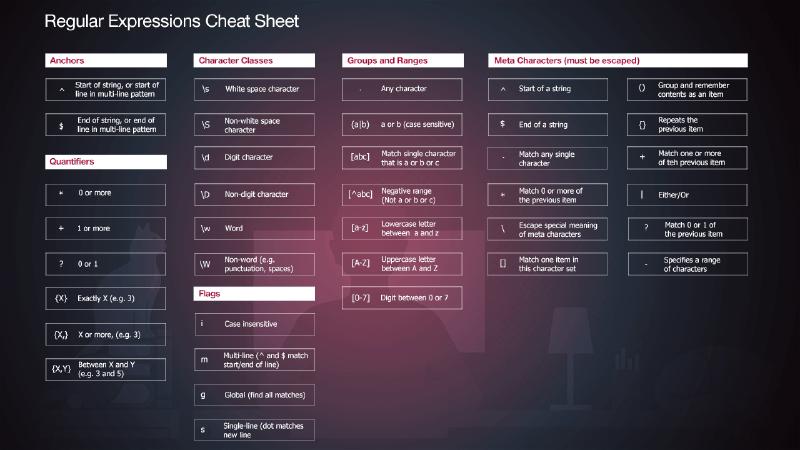 Regular Expressions Cheat Sheet
Anchors
^ Start of string, or start of
line in multi-line pattern
$ End of string, or end of
line in multi-line pattern
Quantifiers
* 0 or more
+ 1 or more
? 0 or 1
{X} Exactly X (e.g. 3)
{X,} X or more, (e.g. 3)
{X,Y} Between X and Y
(e.g. 3 and 5)
Character Classes
\s White space character
\S Non-white space
character
\d Digit character
\D Non-digit character
\w Word
\W Non-word (e.g.
punctuation, spaces)
Flags
i Case insensitive
m Multi-line (^ and $ match
start/end of line)
g Global (find all matches)
s Single-line (dot matches
new line
Groups and Ranges
. Any character
(a|b) a or b (case sensitive)
[abc] Match single character
that is a or b or c
[^abc] Negative range
(Not a or b or c)
[a-z] Lowercase letter
between a and z
[A-Z] Uppercase letter
between A and Z
[0-7] Digit between 0 or 7
Meta Characters (must be escaped)
^ Start of a string
$ End of a string
. Match any single
character
* Match 0 or more of
the previous item
\ Escape special meaning
of meta characters
[] Match one item in
this character set
() Group and remember
contents as an item
{} Repeats the
previous item
+ Match one or more
of teh previous item
| Either/Or
? Match 0 or 1 of
the previous item
- Specifies a range
of characters